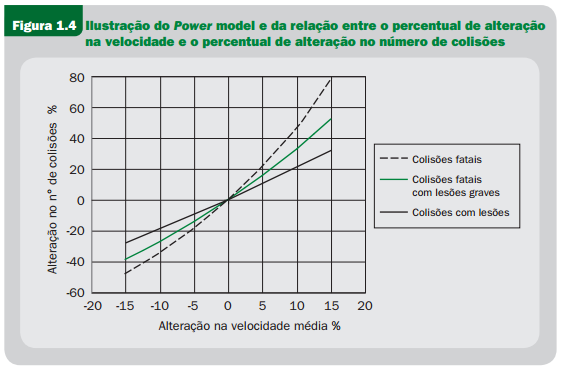 Figura 1.4
Ilustração do Power model e da relação entre o percentual de alteração
na velocidade e o percentual de alteração no número de colisões
Alteração no nº de colisões %
80
60
40
20
0
-20
-40
-60
-20 -15 -10 -5 0 5 10 15 20
Alteração na velocidade média %
Colisões fatais
Colisões fatais
com lesões graves
Colisões com lesões